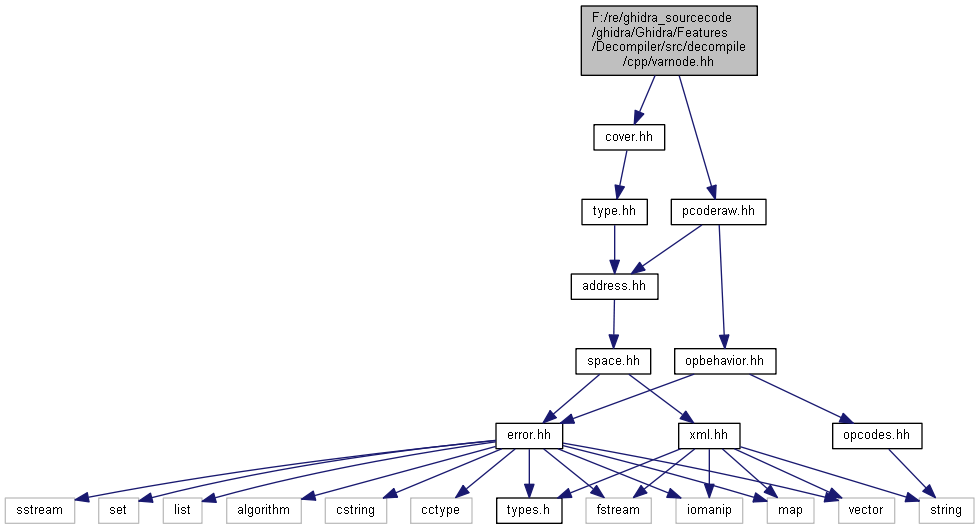 F:/re/ghidra_sourcecode
/ghidra/Ghidra/Features
/Decompiler/src/decompile
/cpp/varnode.hh
cover.hh
type.hh
pcoderaw.hh
address.hh
space.hh
opbehavior.hh
error.hh
xml.hh
opcodes.hh
sstream
set
list
algorithm
cstring
cctype
types.h
fstream
iomanip
map
vector
string